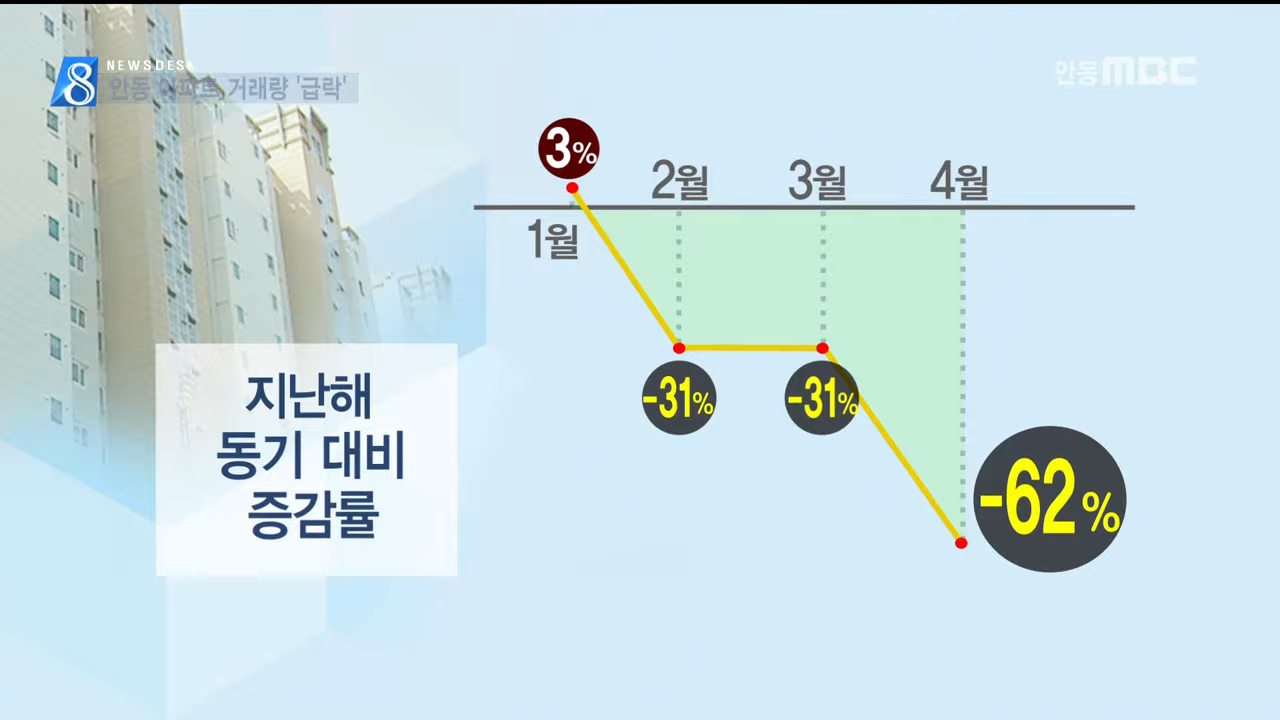 8 NEWSDESK
안동 아파트 거래량 '급락'
안동MBC
3%
2월
3월
4월
1월
-31%
-31%
-62%
지난해
동기 대비
증감률